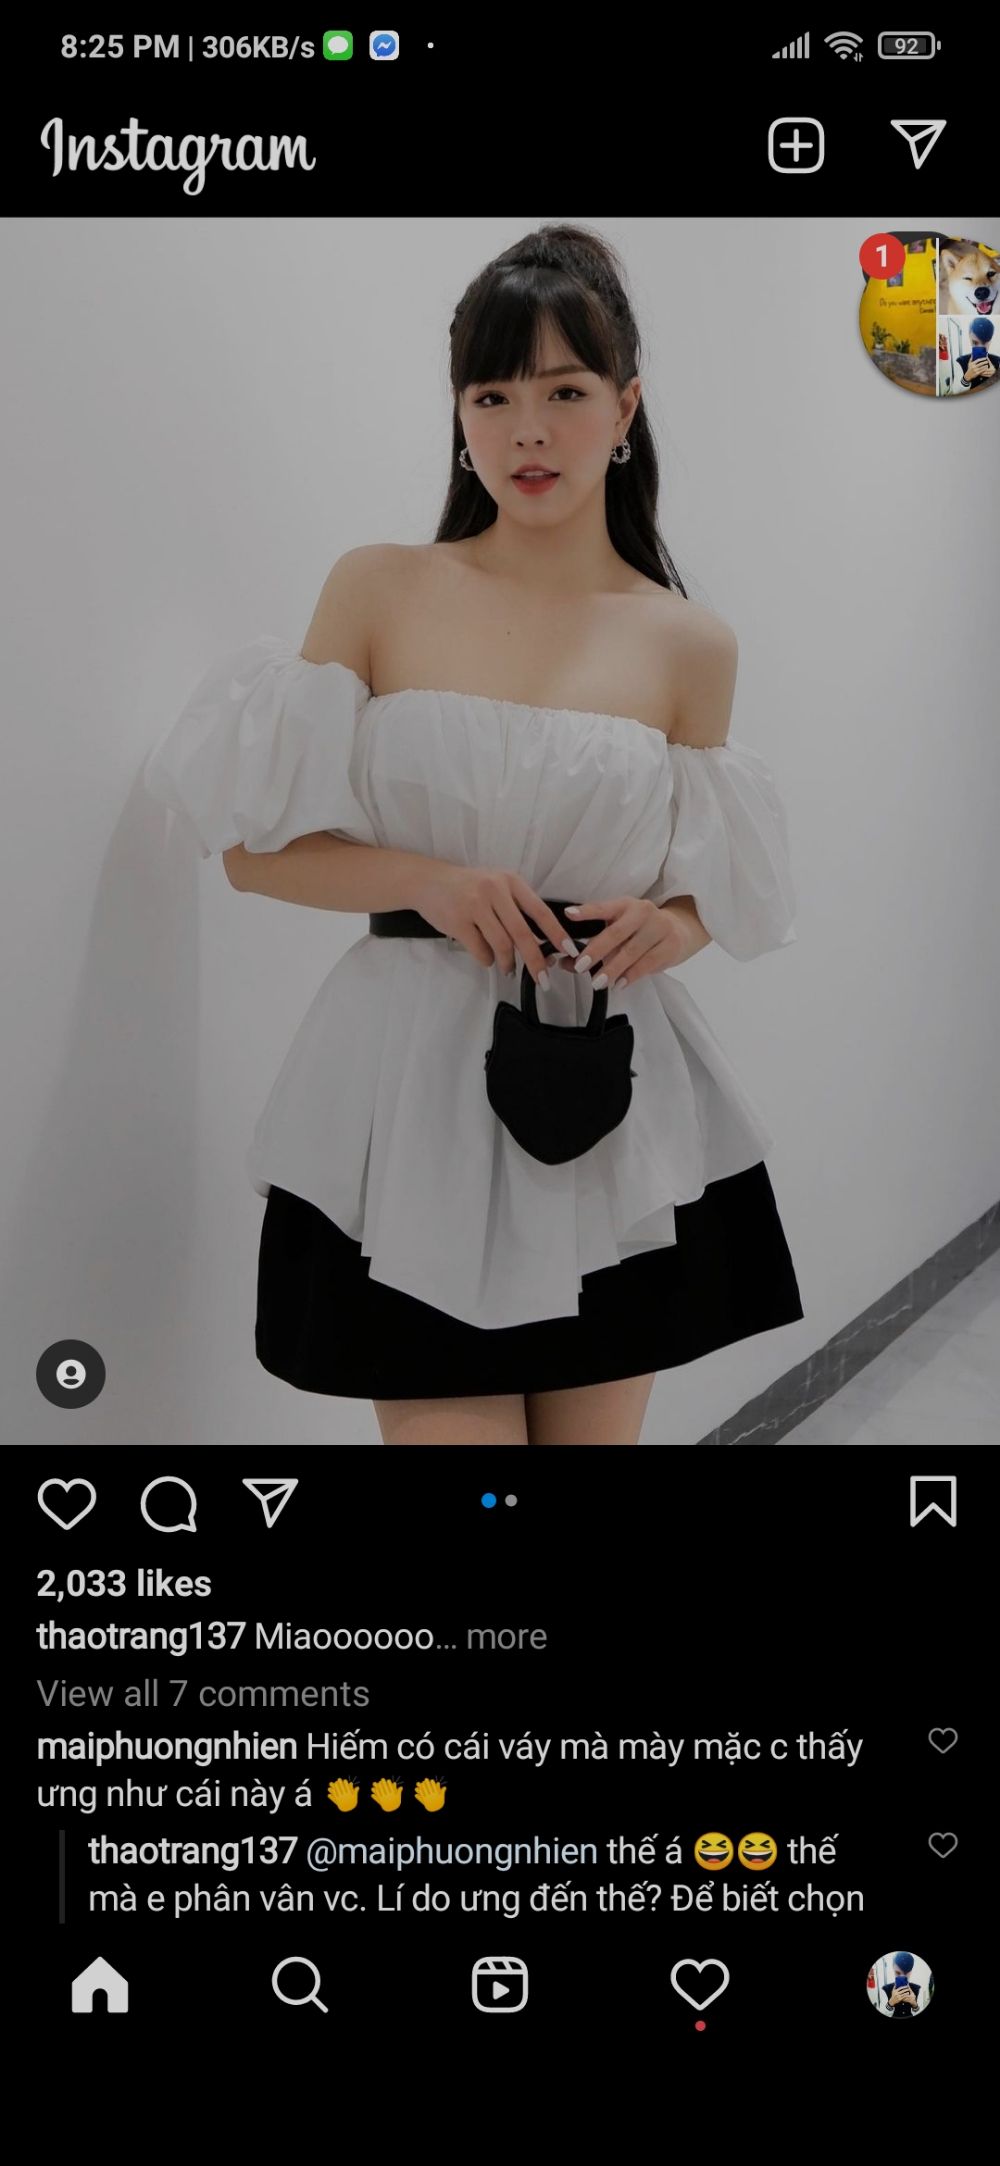 8:25 PM | 306KB/s
92
Instagram
1
2,033 likes
thaotrang137 Miaoooooo... more
View all 7 comments
maiphuongnhien Hiếm có cái váy mà mày mặc c thấy
ưng như cái này á 👏👏👏
thaotrang137 @maiphuongnhien thế á 😆😆 thế
mà e phân vân vc. Lí do ưng đến thế? Để biết chọn